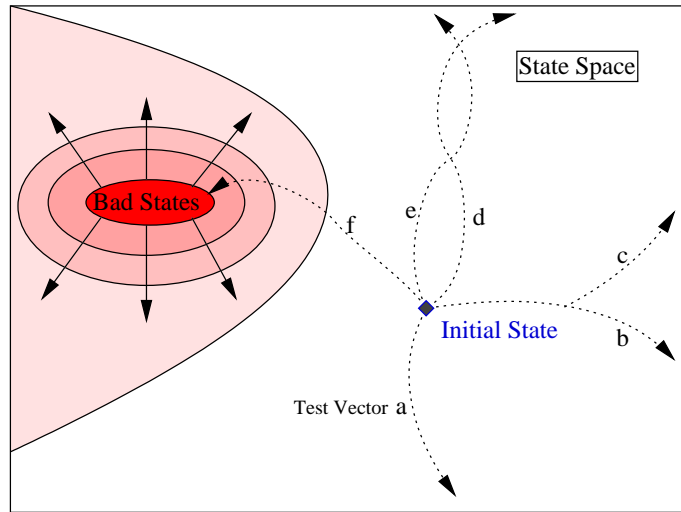 State Space
Bad States
e
d
f
c
b
Initial State
Test Vector a